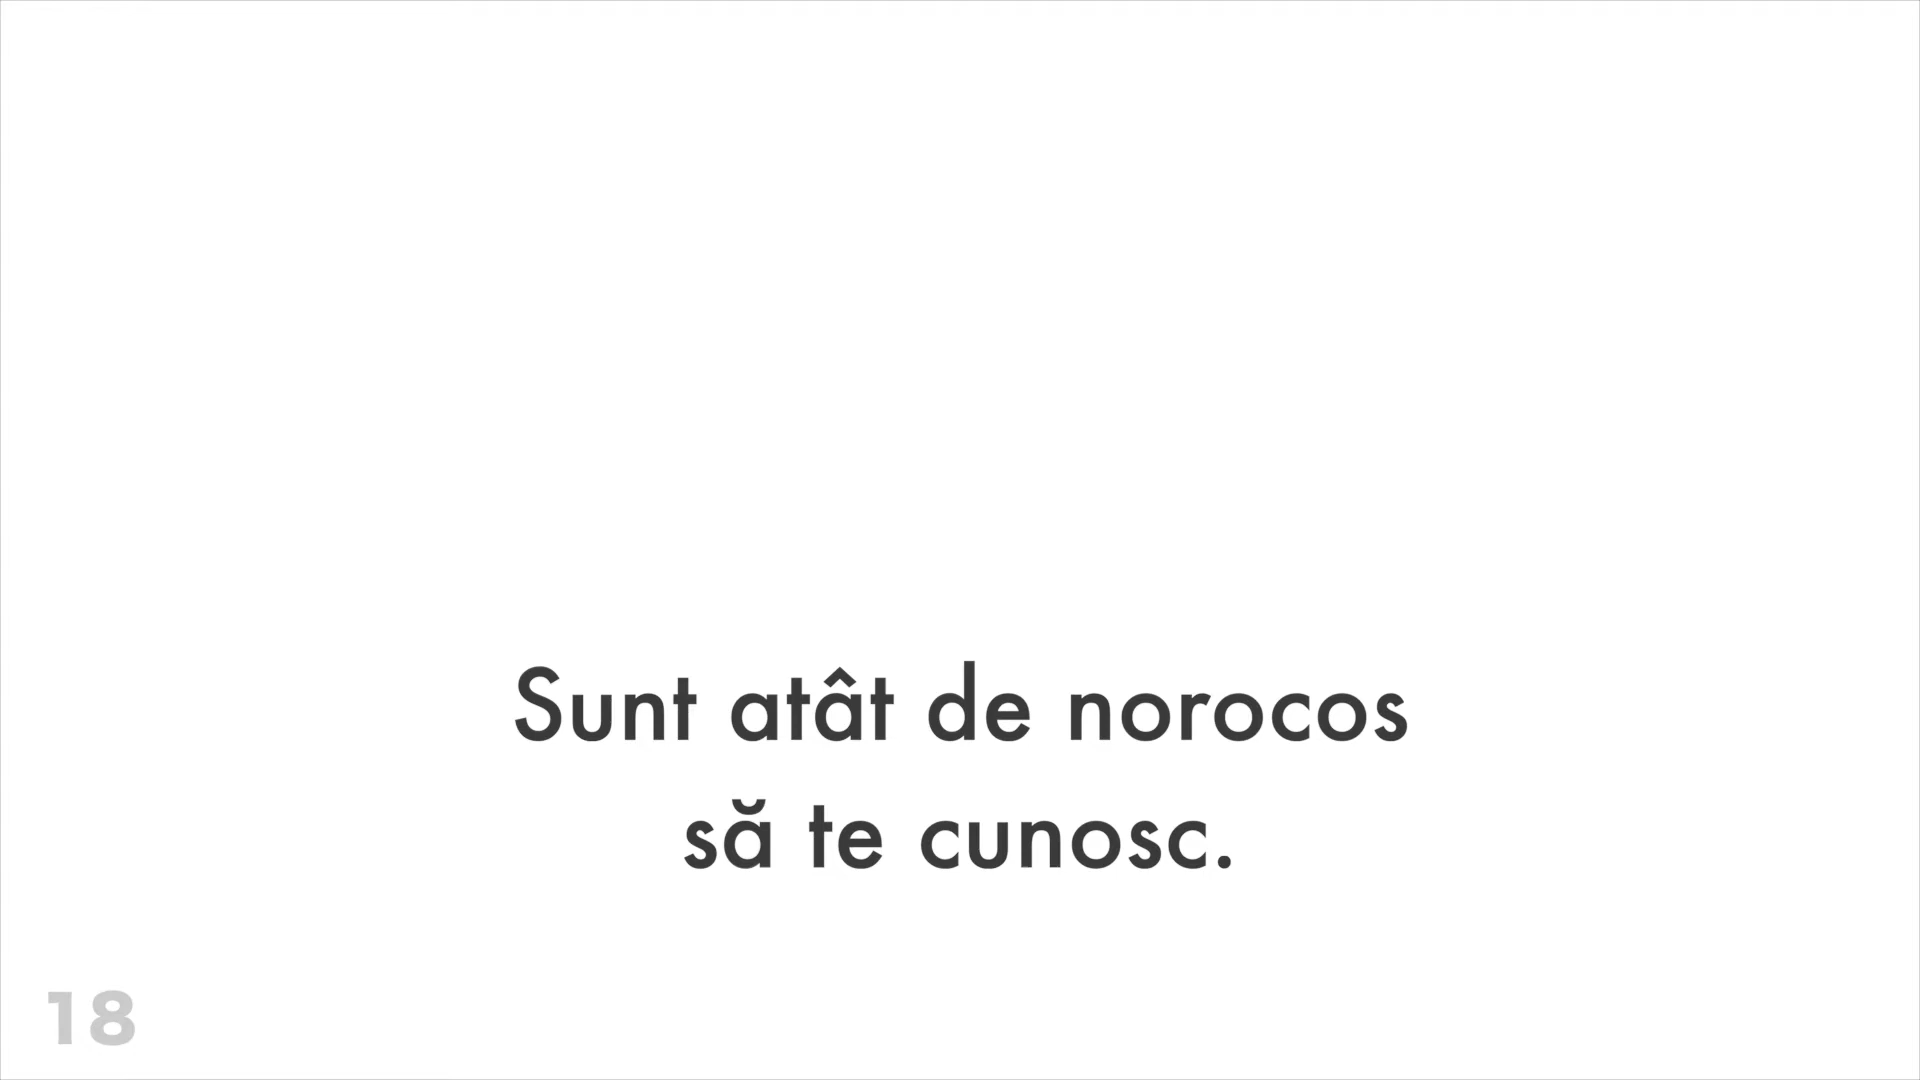 Sunt atât de norocos
să te cunosc.
18